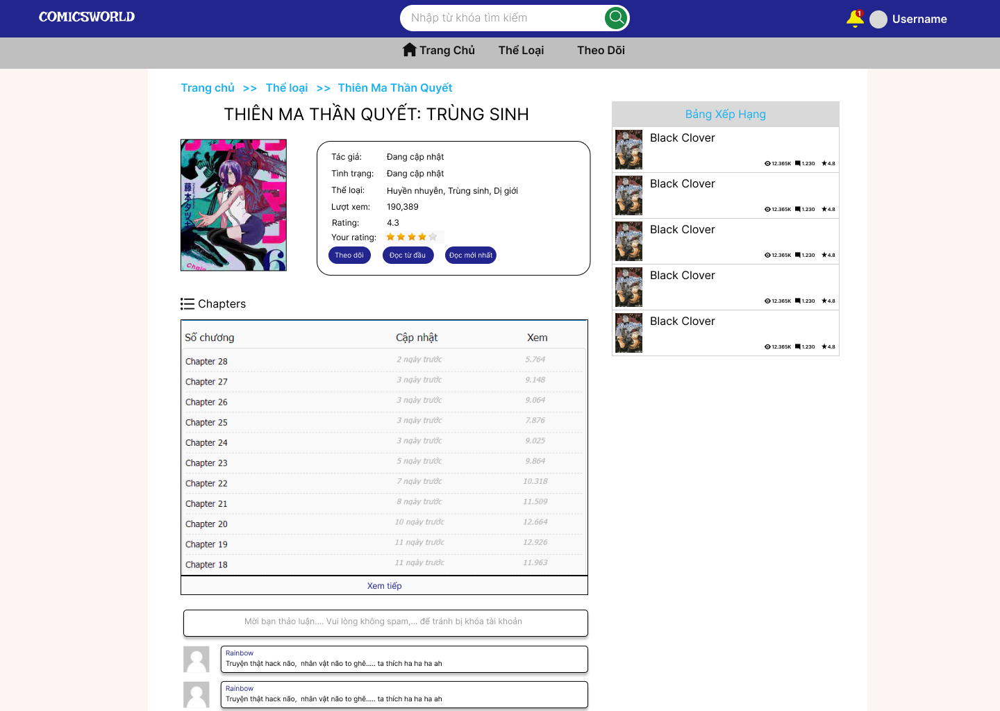 COMICSWORLD
Nhập từ khóa tìm kiếm
1
Username
Trang Chủ
Thể Loại
Theo Dõi
Trang chủ >> Thể loại >> Thiên Ma Thần Quyết
THIÊN MA THẦN QUYẾT: TRÙNG SINH
藤本タツキ
6
Chain
Tác giả: Đang cập nhật
Tình trạng: Đang cập nhật
Thể loại: Huyền nhuyễn, Trùng sinh, Dị giới
Lượt xem: 190,389
Rating: 4.3
Your rating:
Theo dõi
Đọc từ đầu
Đọc mới nhất
Bảng Xếp Hạng
Black Clover
12.365K 1.230 4.8
Black Clover
12.365K 1.230 4.8
Black Clover
12.365K 1.230 4.8
Black Clover
12.365K 1.230 4.8
Black Clover
12.365K 1.230 4.8
Chapters
Số chương Cập nhật Xem
Chapter 28 2 ngày trước 5.764
Chapter 27 3 ngày trước 9.148
Chapter 26 3 ngày trước 9.064
Chapter 25 3 ngày trước 7.876
Chapter 24 3 ngày trước 9.025
Chapter 23 5 ngày trước 9.864
Chapter 22 7 ngày trước 10.318
Chapter 21 8 ngày trước 11.509
Chapter 20 10 ngày trước 12.664
Chapter 19 11 ngày trước 12.926
Chapter 18 11 ngày trước 11.963
Xem tiếp
Mời bạn thảo luận.... Vui lòng không spam,... để tránh bị khóa tài khoản
Rainbow
Truyện thật hack não, nhân vật não to ghê..... ta thích ha ha ha ah
Rainbow
Truyện thật hack não, nhân vật não to ghê..... ta thích ha ha ha ah